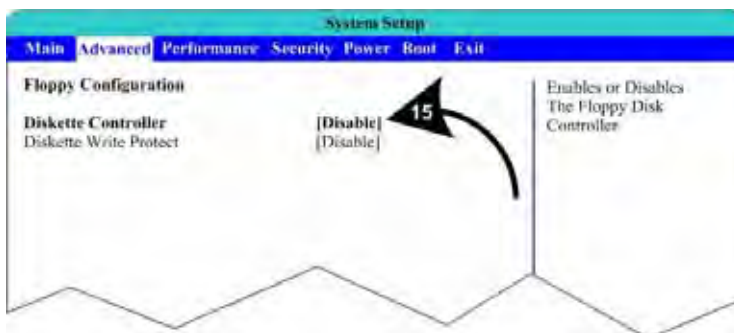 System Setup
Main Advanced Performance Security Power Boot Exit
Floppy Configuration
Diskette Controller [Disable]
Diskette Write Protect [Disable]
15
Enables or Disables
The Floppy Disk
Controller